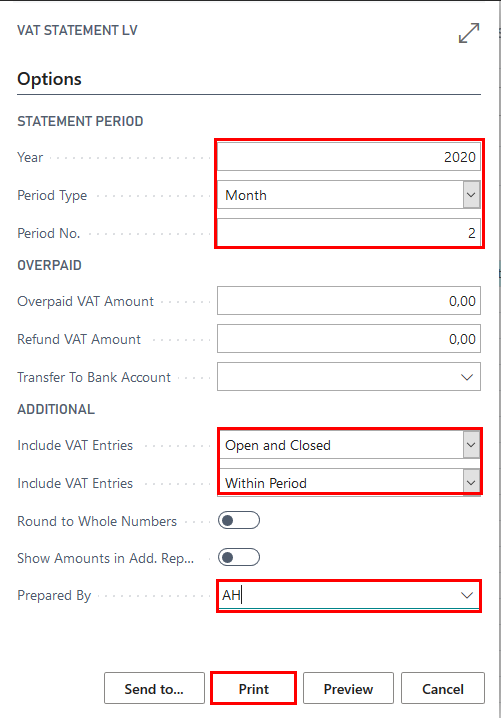 VAT STATEMENT LV
Options
STATEMENT PERIOD
Year 2020
Period Type Month
Period No. 2
OVERPAID
Overpaid VAT Amount 0,00
Refund VAT Amount 0,00
Transfer To Bank Account
ADDITIONAL
Include VAT Entries Open and Closed
Include VAT Entries Within Period
Round to Whole Numbers
Show Amounts in Add. Rep...
Prepared By AH
Send to... Print Preview Cancel